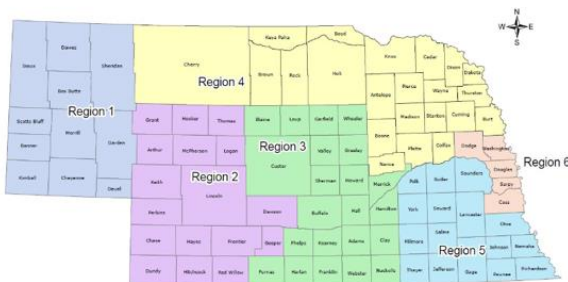 N
W E
S
Sioux
Dawes
Sheridan
Box Butte
Scotts Bluff
Morrill
Garden
Banner
Kimball
Cheyenne
Deuel
Region 1
Cherry
Keya Paha
Boyd
Brown
Rock
Holt
Knox
Cedar
Dixon
Dakota
Antelope
Pierce
Wayne
Thurston
Madison
Stanton
Cuming
Burt
Boone
Platte
Colfax
Nance
Region 4
Grant
Hooker
Thomas
Arthur
McPherson
Logan
Keith
Lincoln
Perkins
Dawson
Chase
Hayes
Frontier
Gosper
Dundy
Hitchcock
Red Willow
Region 2
Blaine
Loup
Garfield
Wheeler
Custer
Valley
Greeley
Sherman
Howard
Merrick
Buffalo
Hall
Hamilton
Phelps
Kearney
Adams
Clay
Furnas
Harlan
Franklin
Webster
Nuckolls
Region 3
Polk
Butler
Saunders
York
Seward
Lancaster
Otoe
Fillmore
Saline
Johnson
Nemaha
Thayer
Jefferson
Gage
Pawnee
Richardson
Region 5
Dodge
Washington
Douglas
Sarpy
Cass
Region 6